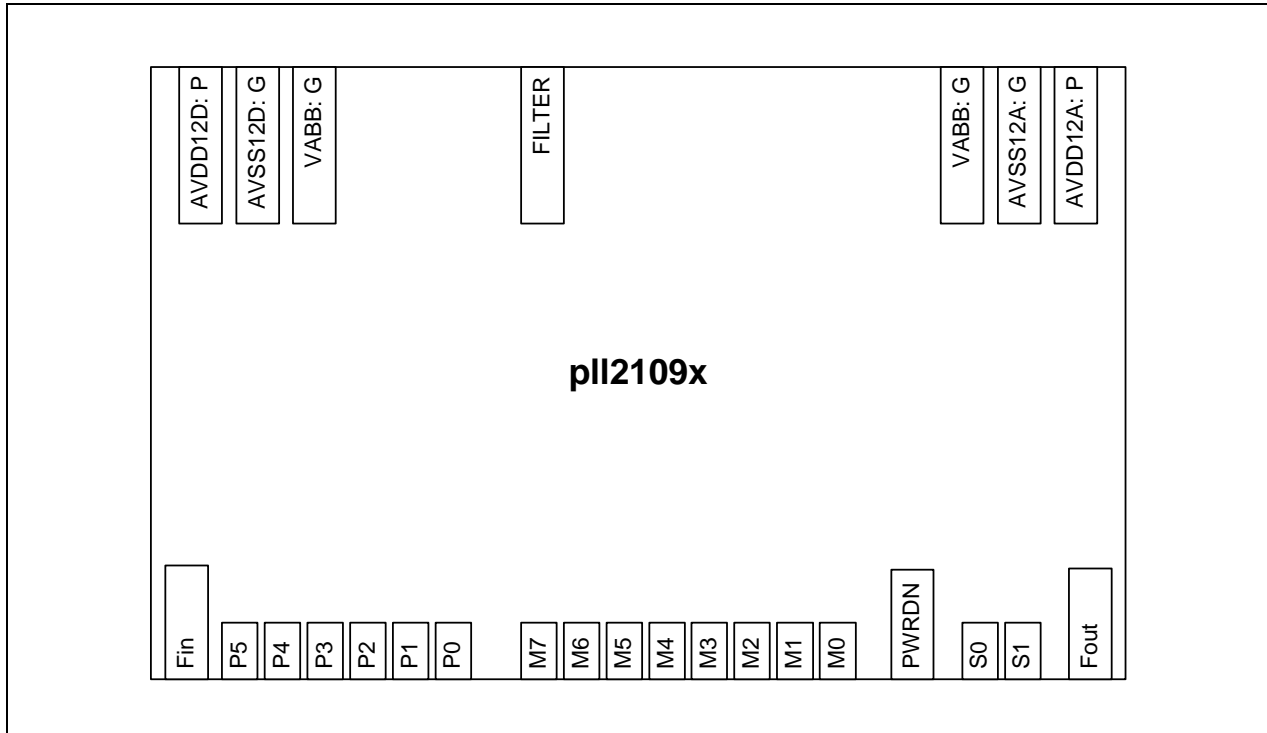 AVDD12D: P
AVSS12D: G
VABB: G
FILTER
VABB: G
AVSS12A: G
AVDD12A: P
pll2109x
Fin
P5
P4
P3
P2
P1
P0
M7
M6
M5
M4
M3
M2
M1
M0
PWRDN
S0
S1
Fout